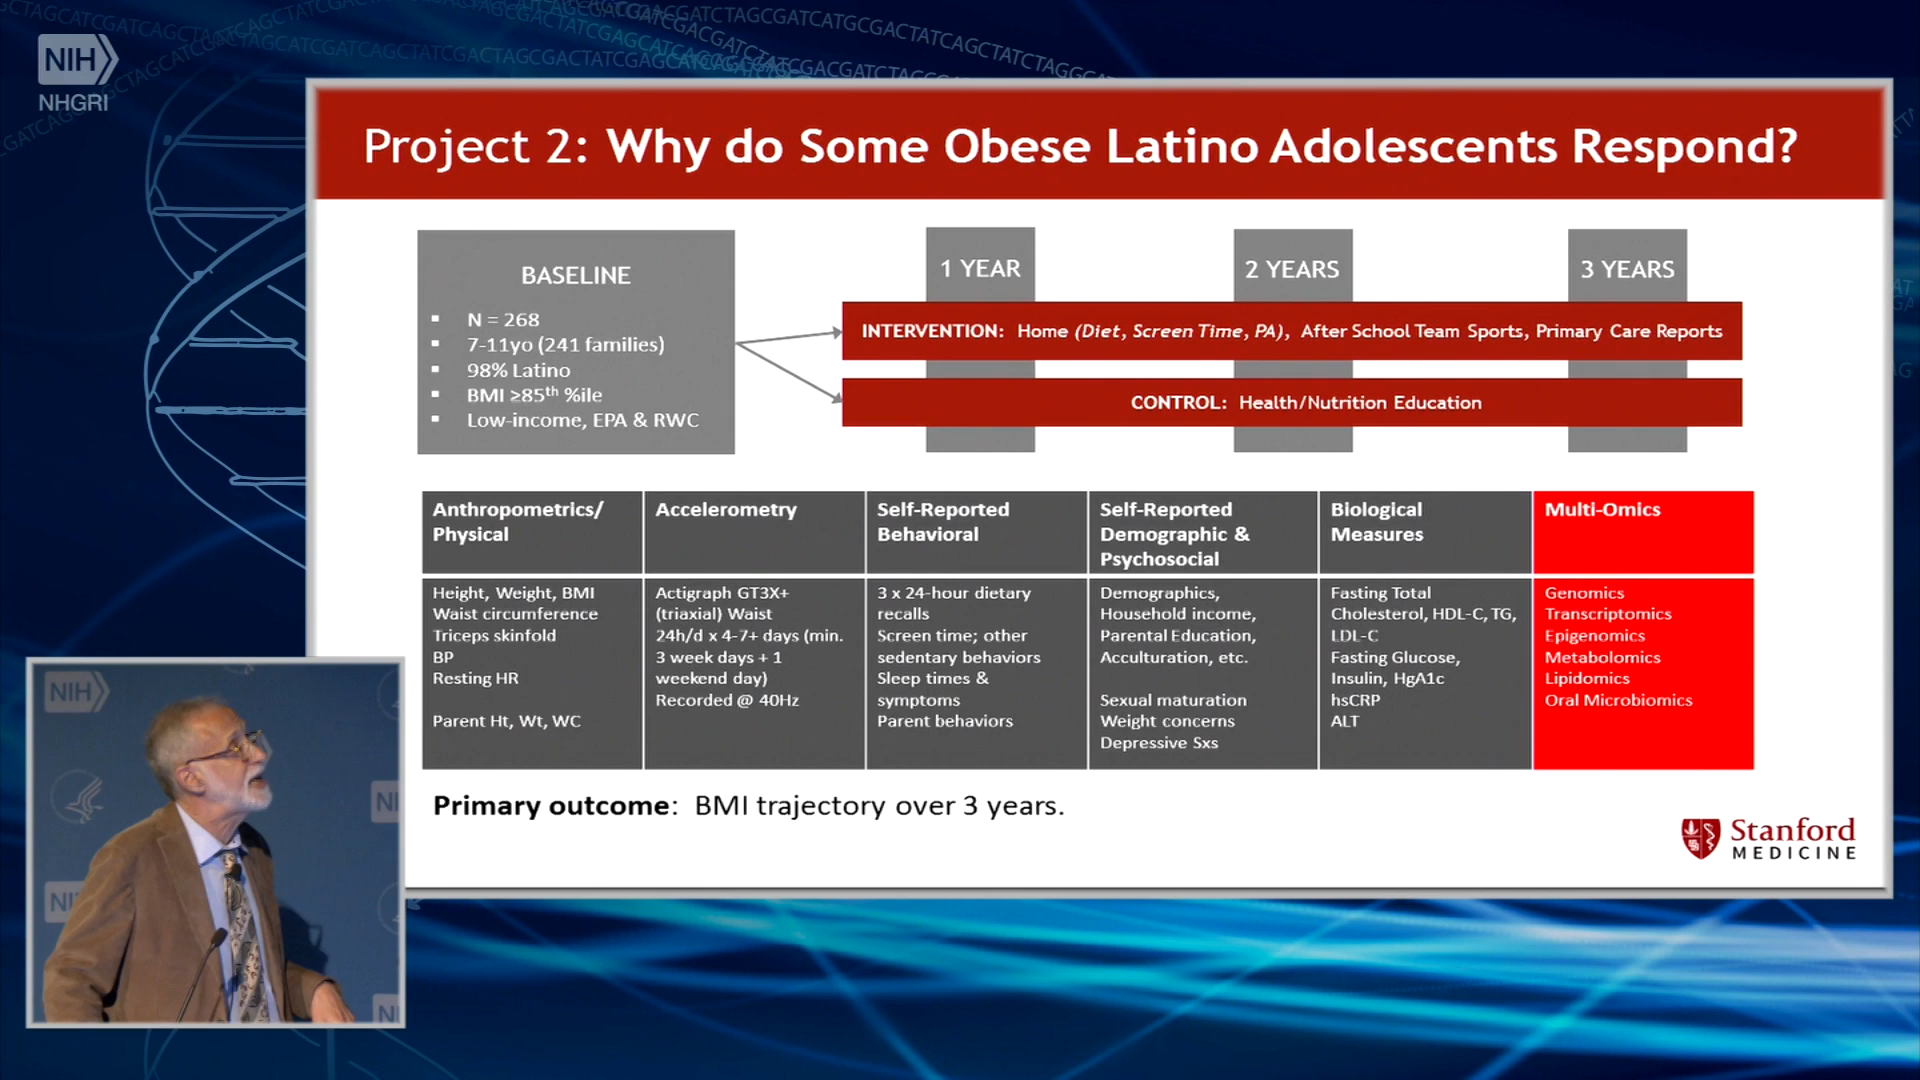 NIH
NHGRI
Project 2: Why do Some Obese Latino Adolescents Respond?
BASELINE
▪ N = 268
▪ 7-11yo (241 families)
▪ 98% Latino
▪ BMI ≥85th %ile
▪ Low-income, EPA & RWC
1 YEAR
2 YEARS
3 YEARS
INTERVENTION: Home (Diet, Screen Time, PA), After School Team Sports, Primary Care Reports
CONTROL: Health/Nutrition Education
Anthropometrics/
Physical
Height, Weight, BMI
Waist circumference
Triceps skinfold
BP
Resting HR
Parent Ht, Wt, WC
Accelerometry
Actigraph GT3X+
(triaxial) Waist
24h/d x 4-7+ days (min.
3 week days + 1
weekend day)
Recorded @ 40Hz
Self-Reported
Behavioral
3 x 24-hour dietary
recalls
Screen time; other
sedentary behaviors
Sleep times &
symptoms
Parent behaviors
Self-Reported
Demographic &
Psychosocial
Demographics,
Household income,
Parental Education,
Acculturation, etc.
Sexual maturation
Weight concerns
Depressive Sxs
Biological
Measures
Fasting Total
Cholesterol, HDL-C, TG,
LDL-C
Fasting Glucose,
Insulin, HgA1c
hsCRP
ALT
Multi-Omics
Genomics
Transcriptomics
Epigenomics
Metabolomics
Lipidomics
Oral Microbiomics
Primary outcome: BMI trajectory over 3 years.
Stanford
MEDICINE
NIH